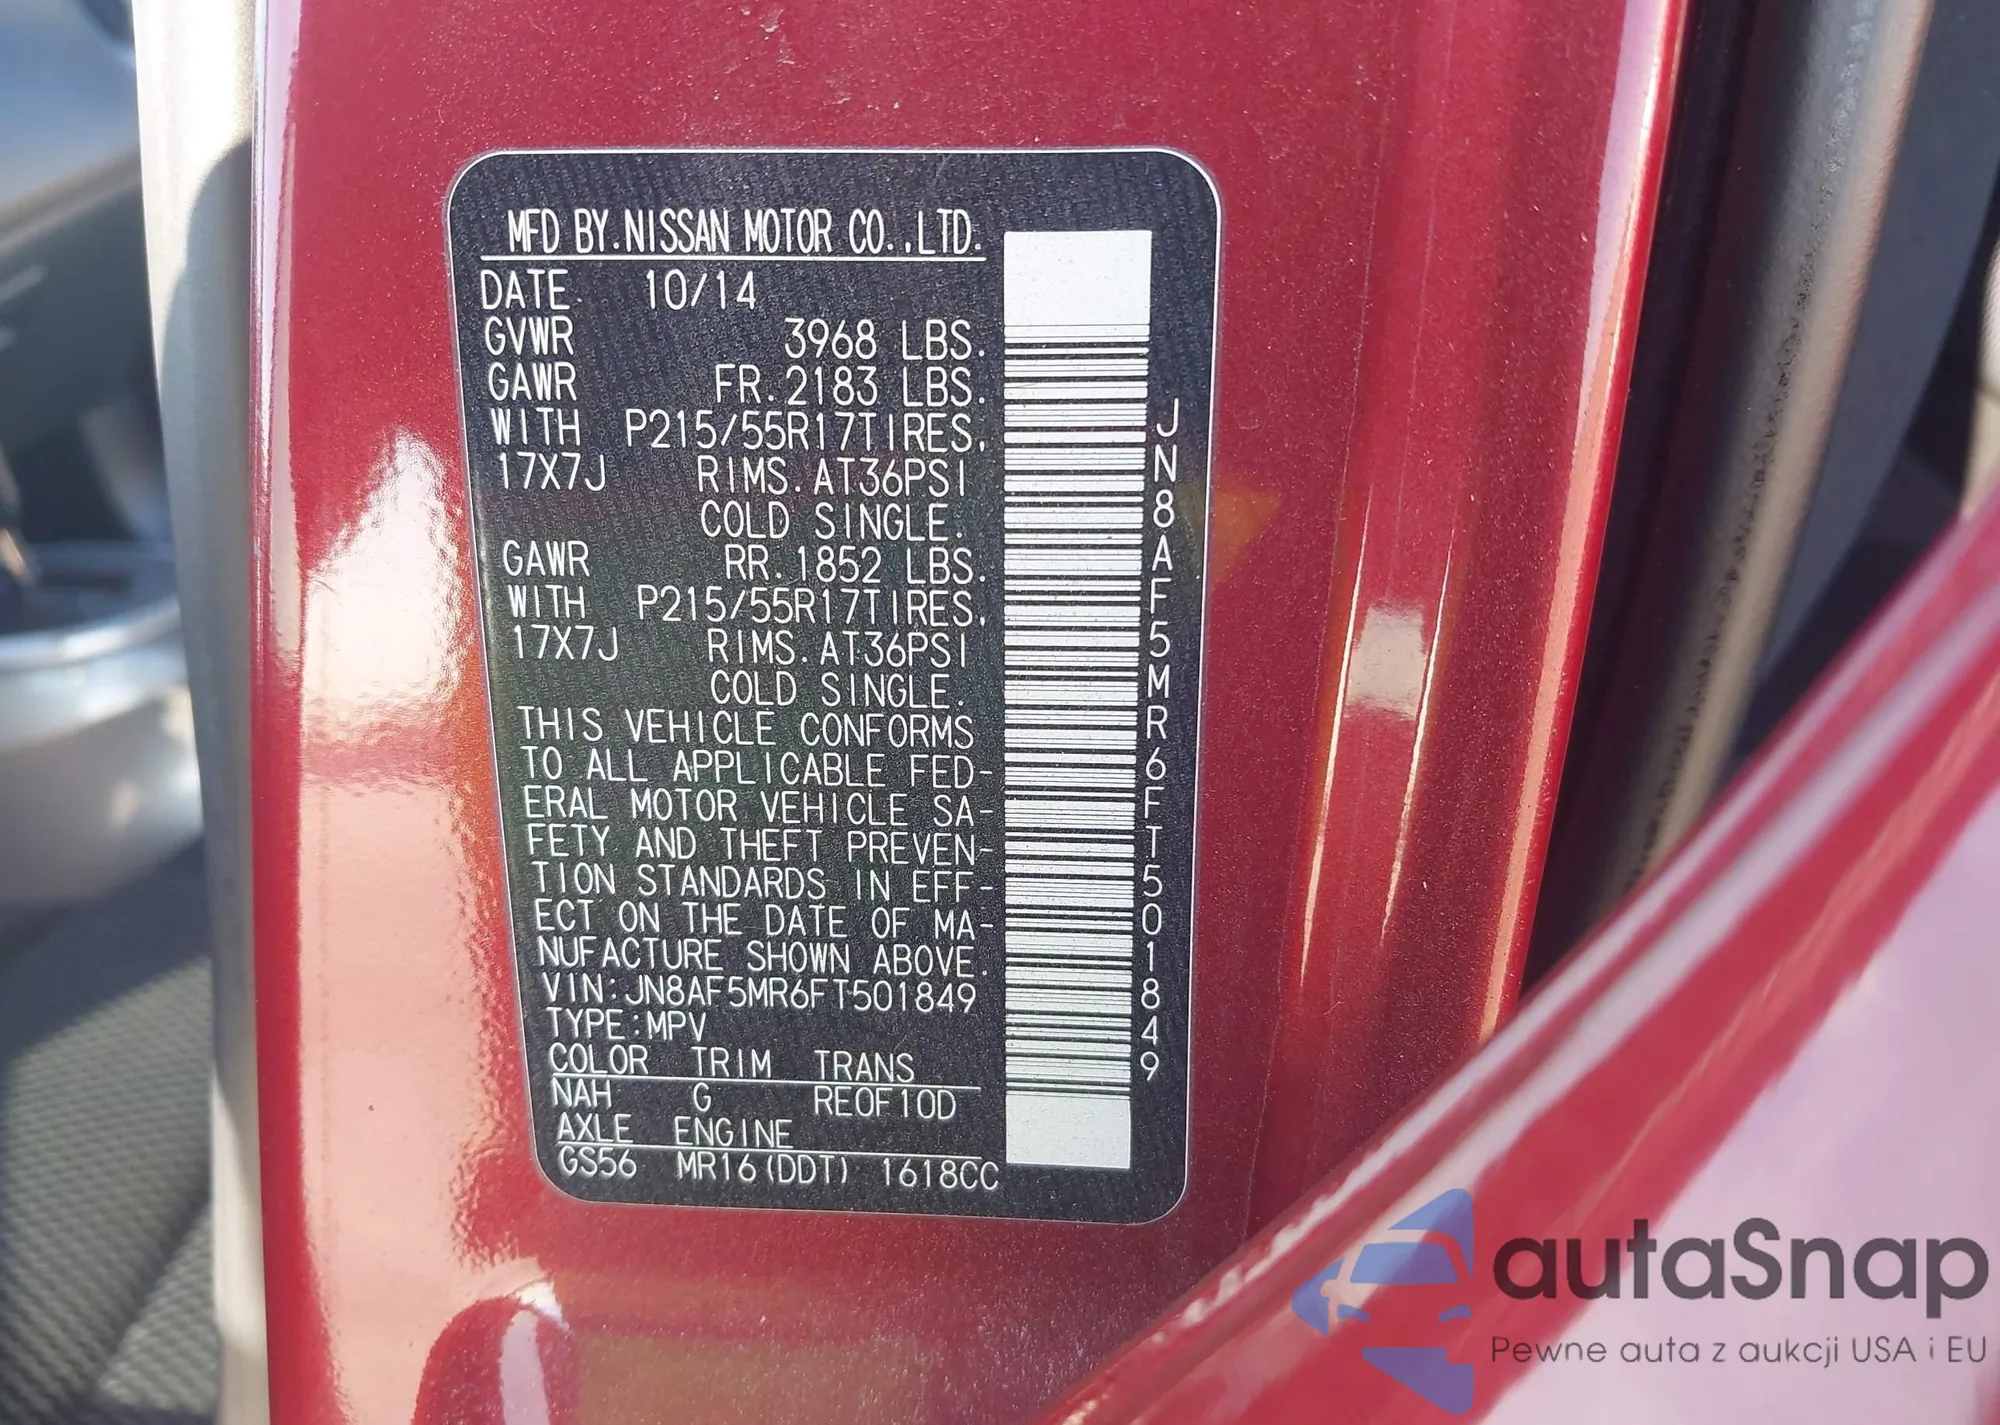 MFD BY.NISSAN MOTOR CO.,LTD.
DATE 10/14
GVWR 3968 LBS.
GAWR FR.2183 LBS.
WITH P215/55R17TIRES,
17X7J RIMS.AT36PSI
COLD SINGLE.
GAWR RR.1852 LBS.
WITH P215/55R17TIRES,
17X7J RIMS.AT36PSI
COLD SINGLE.
THIS VEHICLE CONFORMS
TO ALL APPLICABLE FED-
ERAL MOTOR VEHICLE SA-
FETY AND THEFT PREVEN-
TION STANDARDS IN EFF-
ECT ON THE DATE OF MA-
NUFACTURE SHOWN ABOVE.
VIN:JN8AF5MR6FT501849
TYPE:MPV
COLOR TRIM TRANS
NAH G RE0F10D
AXLE ENGINE
GS56 MR16(DDT) 1618CC
JN8AF5MR6FT501849
autaSnap
Pewne auta z aukcji USA i EU